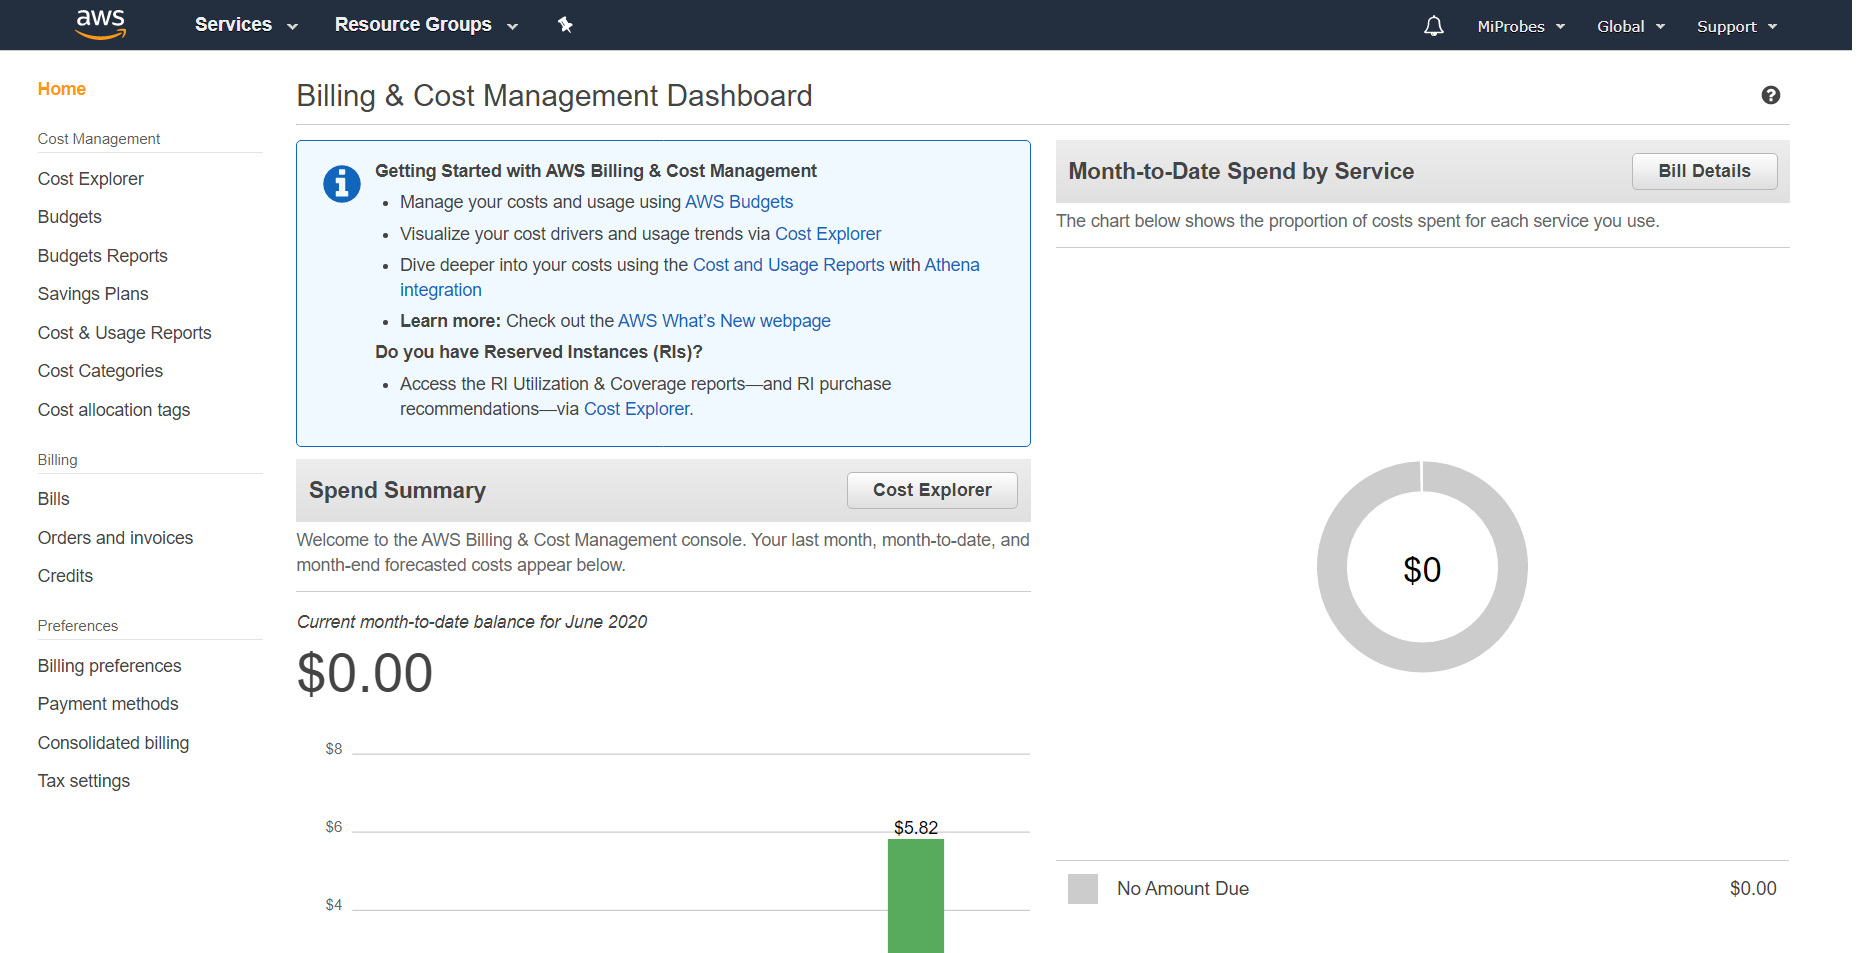 aws Services Resource Groups MiProbes Global Support
Home
Cost Management
Cost Explorer
Budgets
Budgets Reports
Savings Plans
Cost & Usage Reports
Cost Categories
Cost allocation tags
Billing
Bills
Orders and invoices
Credits
Preferences
Billing preferences
Payment methods
Consolidated billing
Tax settings
Billing & Cost Management Dashboard
?
Getting Started with AWS Billing & Cost Management
• Manage your costs and usage using AWS Budgets
• Visualize your cost drivers and usage trends via Cost Explorer
• Dive deeper into your costs using the Cost and Usage Reports with Athena
integration
• Learn more: Check out the AWS What’s New webpage
Do you have Reserved Instances (RIs)?
• Access the RI Utilization & Coverage reports—and RI purchase
recommendations—via Cost Explorer.
Spend Summary
Cost Explorer
Welcome to the AWS Billing & Cost Management console. Your last month, month-to-date, and
month-end forecasted costs appear below.
Current month-to-date balance for June 2020
$0.00
$8
$6
$5.82
$4
Month-to-Date Spend by Service
Bill Details
The chart below shows the proportion of costs spent for each service you use.
$0
No Amount Due $0.00